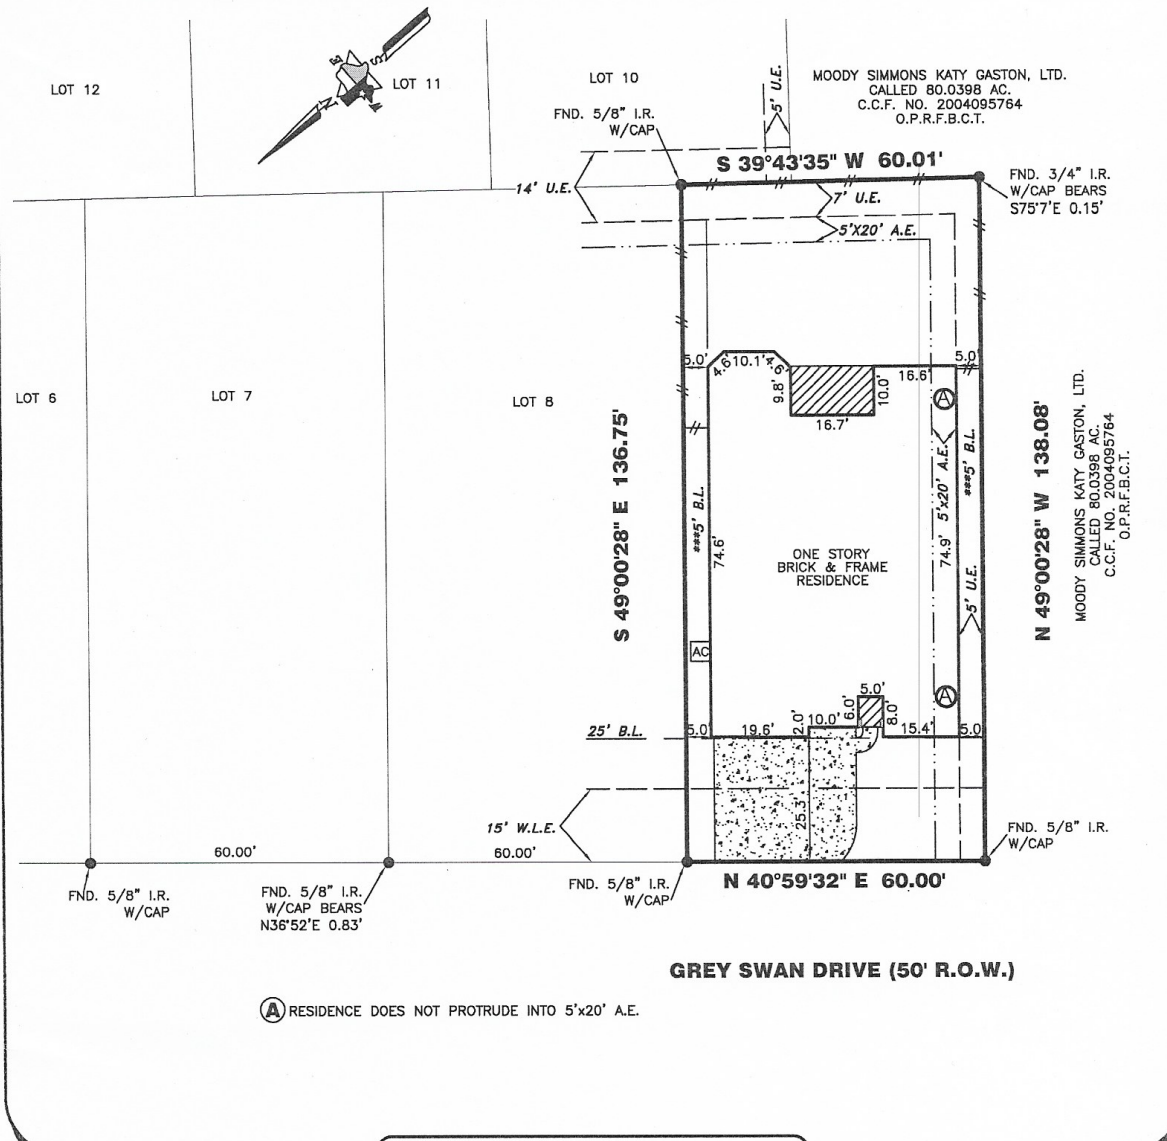 LOT 12
LOT 11
LOT 10
E
S
N
W
5' U.E.
MOODY SIMMONS KATY GASTON, LTD.
CALLED 80.0398 AC.
C.C.F. NO. 2004095764
O.P.R.F.B.C.T.
FND. 5/8" I.R.
W/CAP
S 39°43'35" W 60.01'
FND. 3/4" I.R.
W/CAP BEARS
S75°7'E 0.15'
14' U.E.
7' U.E.
5'X20' A.E.
5.0'
4.6'
10.1'
4.6'
9.8'
10.0'
16.7'
16.6'
5.0'
A
LOT 6
LOT 7
LOT 8
S 49°00'28" E 136.75'
***5' B.L.
74.6'
ONE STORY
BRICK & FRAME
RESIDENCE
5'x20' A.E.
74.9'
***5' B.L.
5' U.E.
N 49°00'28" W 138.08'
MOODY SIMMONS KATY GASTON, LTD.
CALLED 80.0398 AC.
C.C.F. NO. 2004095764
O.P.R.F.B.C.T.
AC
A
25' B.L.
5.0'
19.6'
2.0'
10.0'
6.0'
5.0'
8.0'
15.4'
5.0
25.3'
15' W.L.E.
60.00'
60.00'
FND. 5/8" I.R.
W/CAP
FND. 5/8" I.R.
W/CAP
FND. 5/8" I.R.
W/CAP BEARS
N36°52'E 0.83'
FND. 5/8" I.R.
W/CAP
N 40°59'32" E 60.00'
GREY SWAN DRIVE (50' R.O.W.)
A RESIDENCE DOES NOT PROTRUDE INTO 5'x20' A.E.